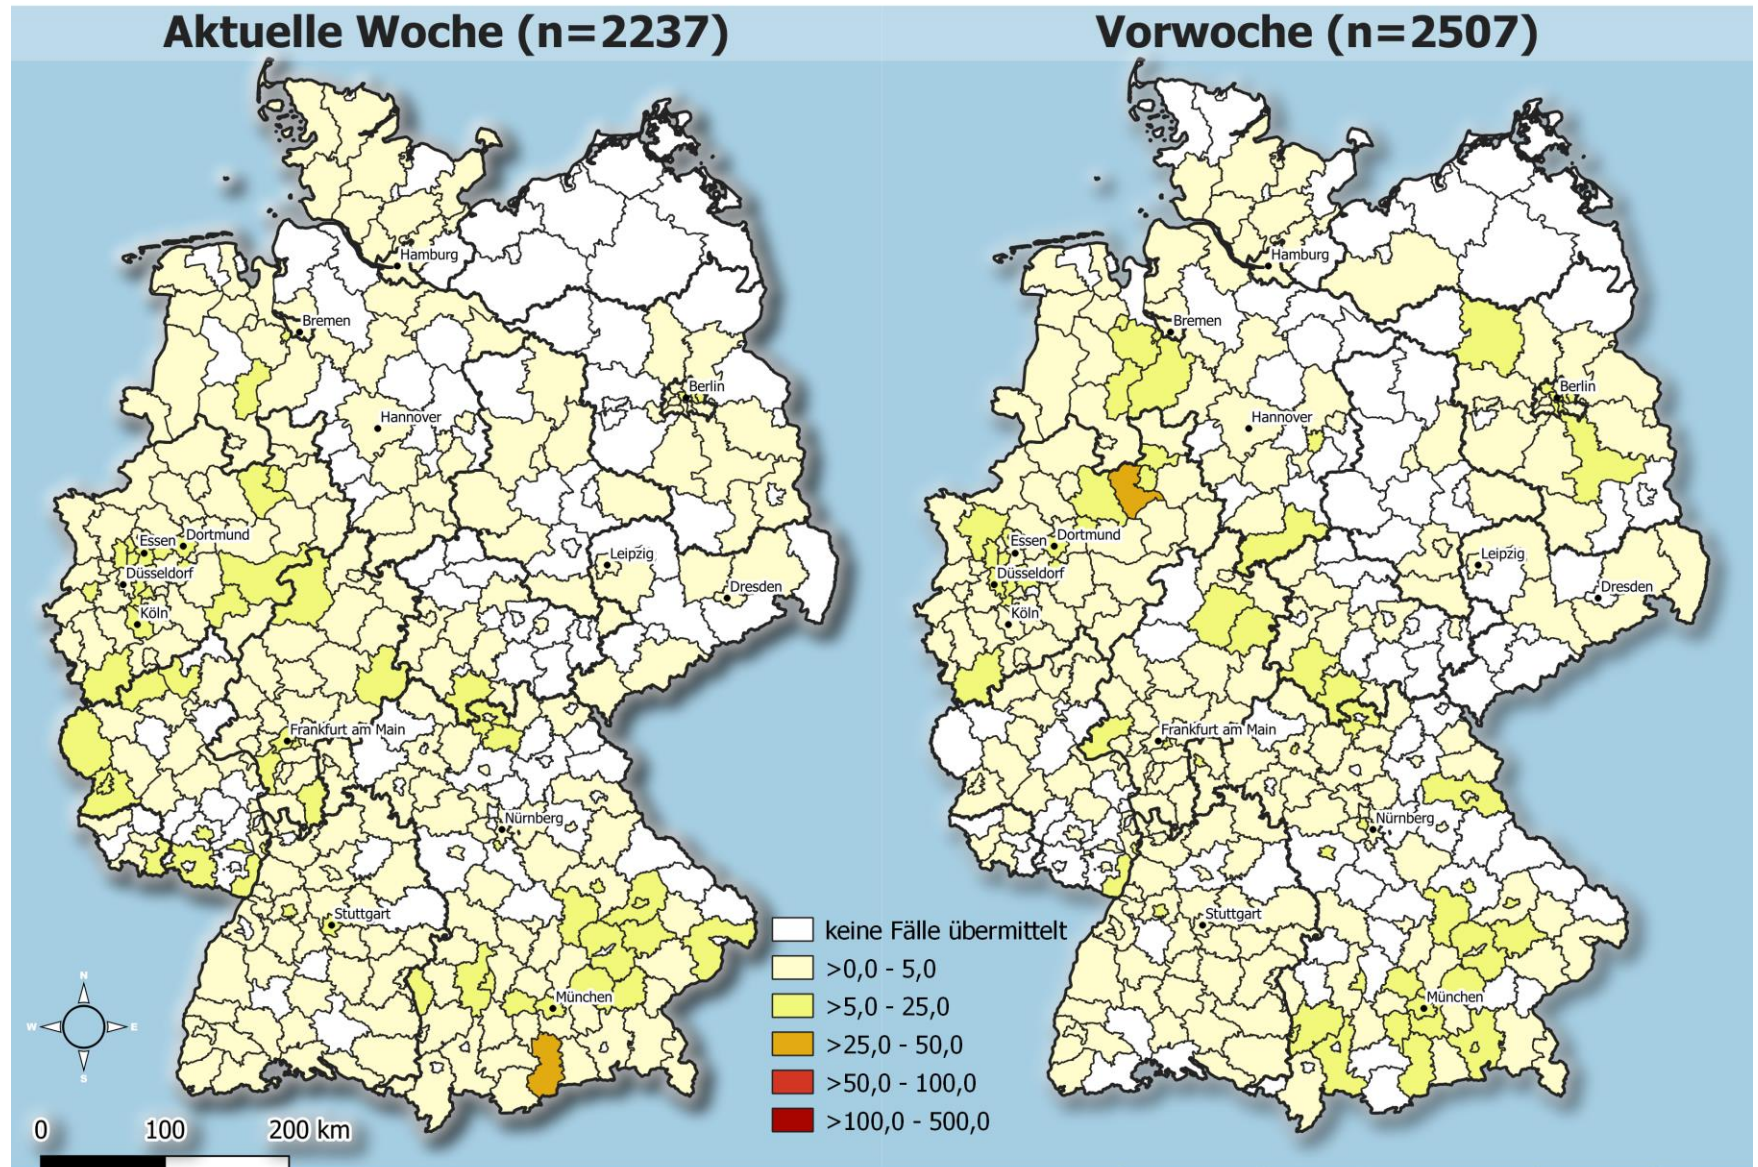 Aktuelle Woche (n=2237)
Vorwoche (n=2507)
Hamburg
Bremen
Berlin
Hannover
Essen
Dortmund
Düsseldorf
Köln
Leipzig
Dresden
Frankfurt am Main
Nürnberg
Stuttgart
München
Hamburg
Bremen
Berlin
Hannover
Essen
Dortmund
Düsseldorf
Köln
Leipzig
Dresden
Frankfurt am Main
Nürnberg
Stuttgart
München
keine Fälle übermittelt
>0,0 - 5,0
>5,0 - 25,0
>25,0 - 50,0
>50,0 - 100,0
>100,0 - 500,0
N
W E
S
0 100 200 km